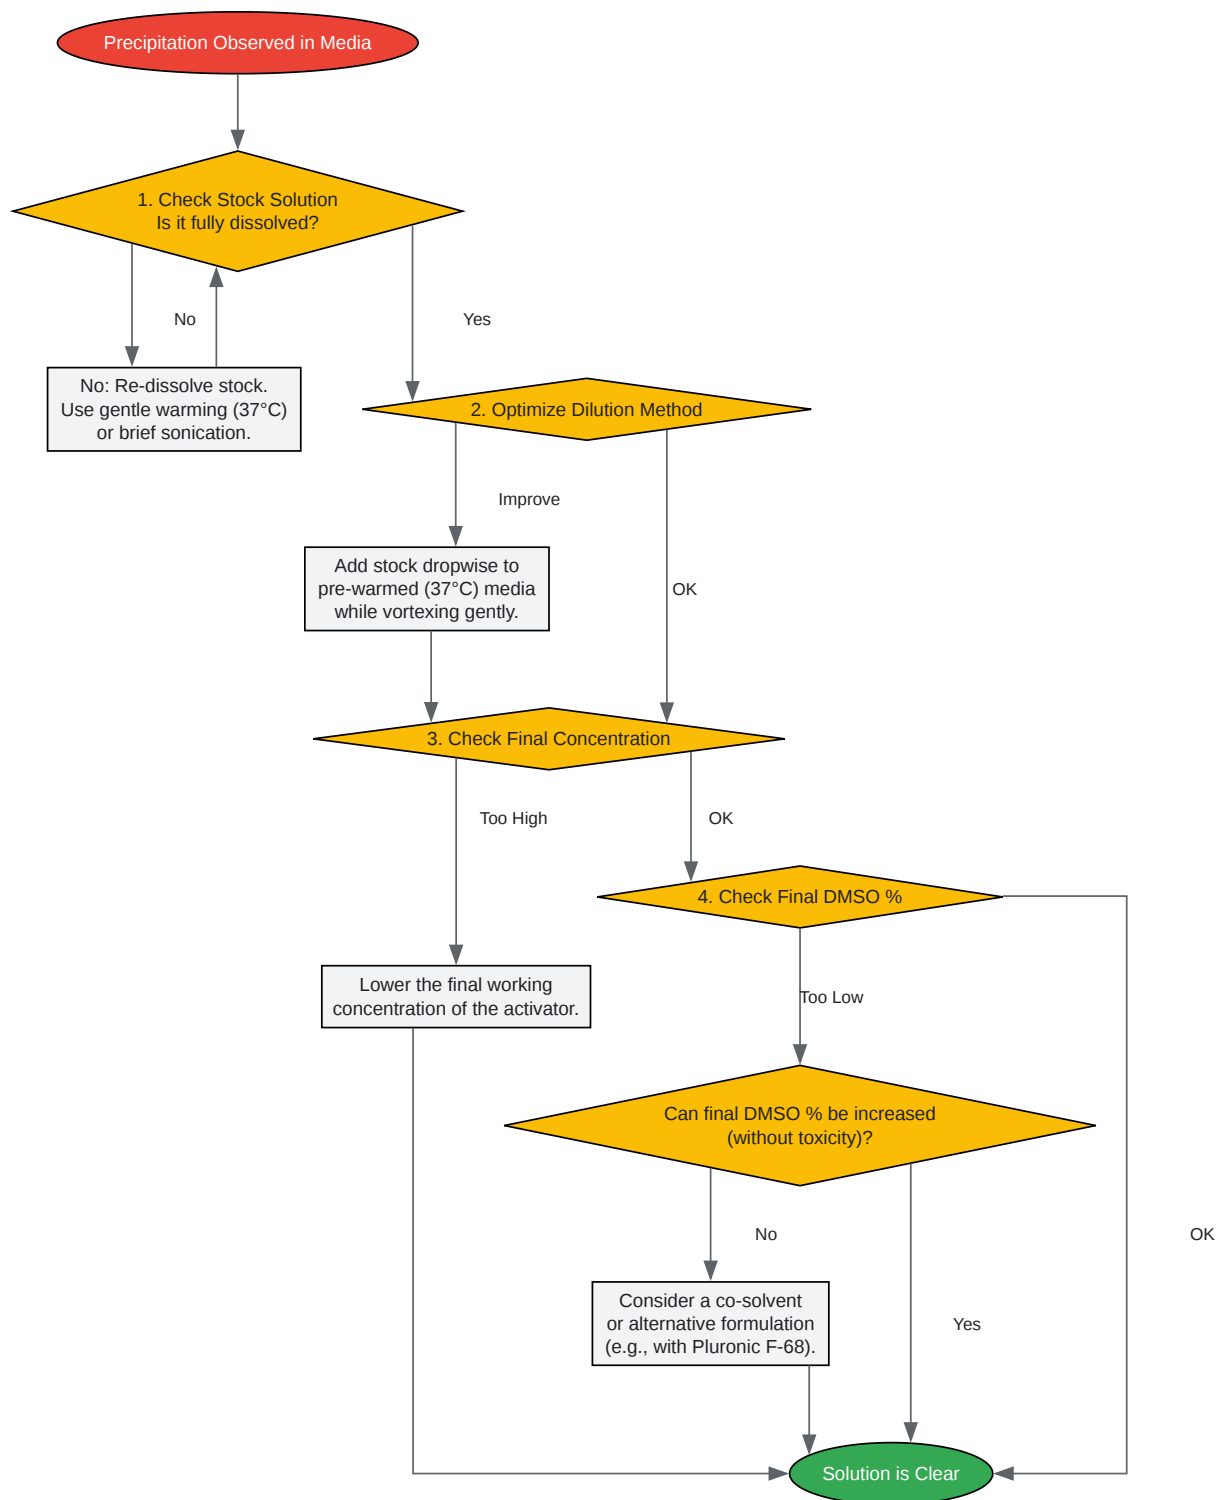 Precipitation Observed in Media
1. Check Stock Solution
Is it fully dissolved?
No
Yes
No: Re-dissolve stock.
Use gentle warming (37°C)
or brief sonication.
2. Optimize Dilution Method
Improve
Add stock dropwise to
pre-warmed (37°C) media
while vortexing gently.
OK
3. Check Final Concentration
Too High
OK
4. Check Final DMSO %
Lower the final working
concentration of the activator.
Too Low
Can final DMSO % be increased
(without toxicity)?
No
OK
Consider a co-solvent
or alternative formulation
(e.g., with Pluronic F-68).
Yes
Solution is Clear